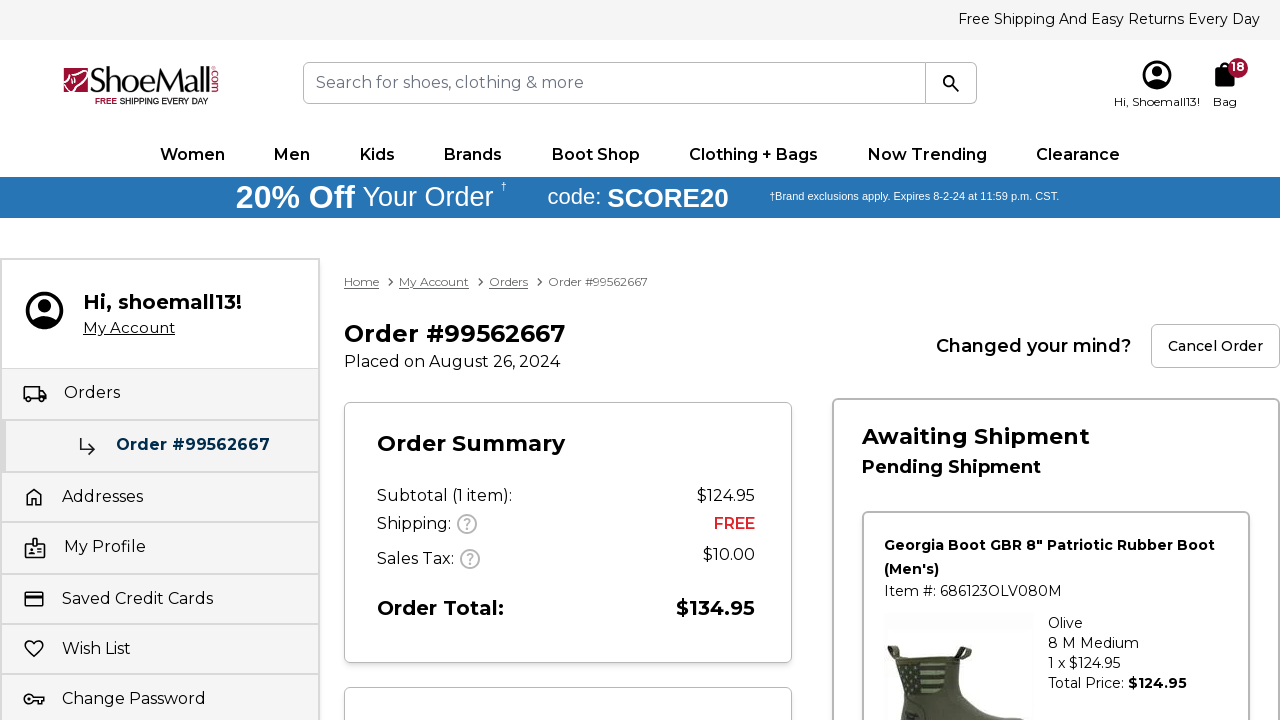 Free Shipping And Easy Returns Every Day
ShoeMall.com
FREE SHIPPING EVERY DAY
Search for shoes, clothing & more
Hi, Shoemall13!
18
Bag
Women Men Kids Brands Boot Shop Clothing + Bags Now Trending Clearance
20% Off Your Order † code: SCORE20 †Brand exclusions apply. Expires 8-2-24 at 11:59 p.m. CST.
Hi, shoemall13!
My Account
Orders
Order #99562667
Addresses
My Profile
Saved Credit Cards
Wish List
Change Password
Home > My Account > Orders > Order #99562667
Order #99562667
Placed on August 26, 2024
Changed your mind? Cancel Order
Order Summary
Subtotal (1 item): $124.95
Shipping: ? FREE
Sales Tax: ? $10.00
Order Total: $134.95
Awaiting Shipment
Pending Shipment
Georgia Boot GBR 8" Patriotic Rubber Boot
(Men's)
Item #: 686123OLV080M
Olive
8 M Medium
1 x $124.95
Total Price: $124.95